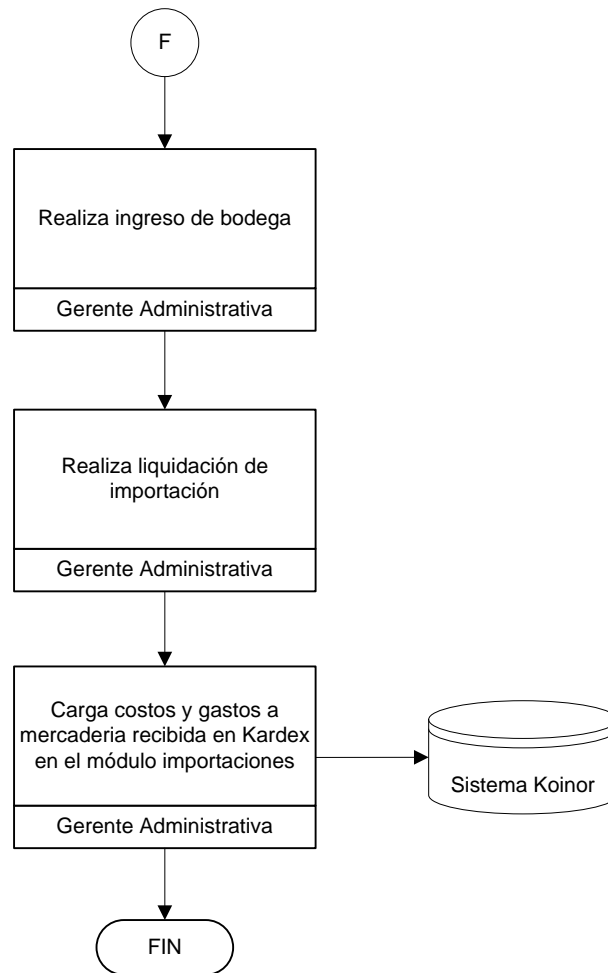 F
Realiza ingreso de bodega
Gerente Administrativa
Realiza liquidación de
importación
Gerente Administrativa
Carga costos y gastos a
mercaderia recibida en Kardex
en el módulo importaciones
Gerente Administrativa
Sistema Koinor
FIN